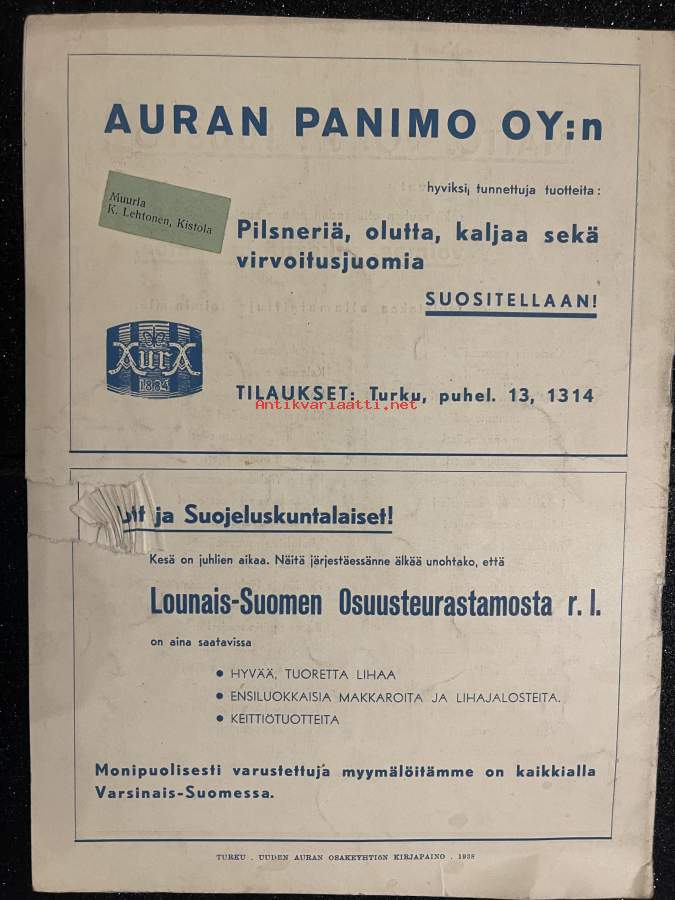 AURAN PANIMO OY:n
hyviksi tunnettuja tuotteita:
Muurla
K. Lehtonen, Kistola
Pilsneriä, olutta, kaljaa sekä
virvoitusjuomia
SUOSITELLAAN!
AurA
1884
TILAUKSET: Turku, puhel. 13, 1314
Antikvariaatti.net
ja Suojeluskuntalaiset!
Kesä on juhlien aikaa. Näitä järjestäessänne älkää unohtako, että
Lounais-Suomen Osuusteurastamosta r. l.
on aina saatavissa
● HYVÄÄ, TUORETTA LIHAA
● ENSILUOKKAISIA MAKKAROITA JA LIHAJALOSTEITA.
● KEITTIÖTUOTTEITA
Monipuolisesti varustettuja myymälöitämme on kaikkialla
Varsinais-Suomessa.
TURKU . UUDEN AURAN OSAKEYHTIÖN KIRJAPAINO . 1938